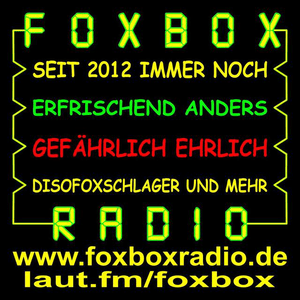 FOXBOX
SEIT 2012 IMMER NOCH
ERFRISCHEND ANDERS
GEFÄHRLICH EHRLICH
DISOFOXSCHLAGER UND MEHR
RADIO
www.foxboxradio.de
laut.fm/foxbox